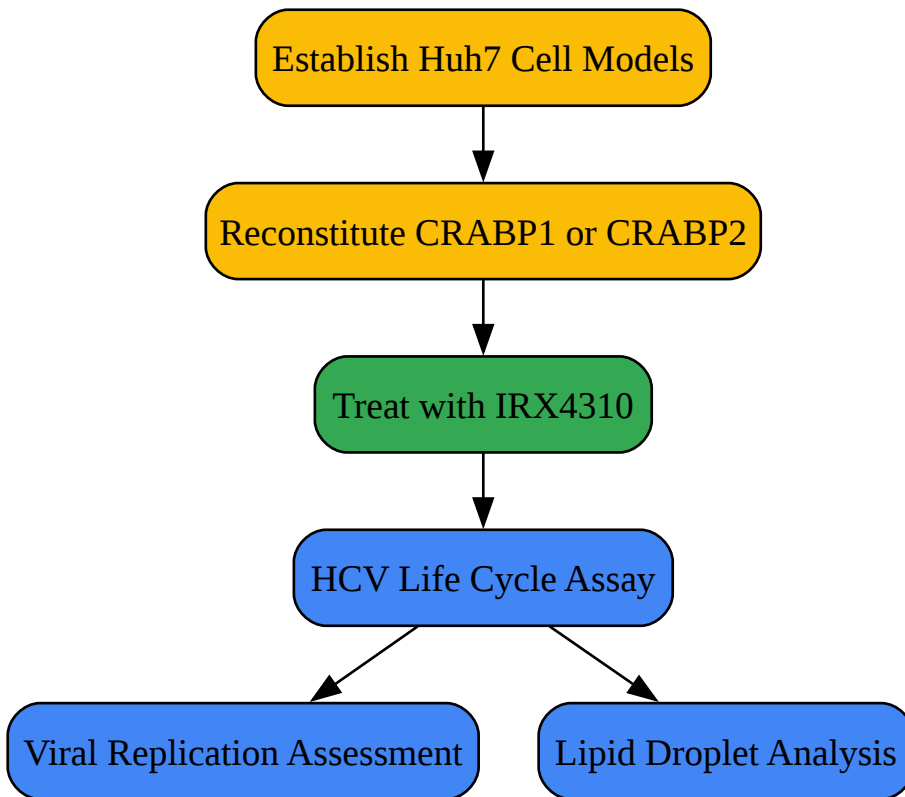 Establish Huh7 Cell Models
Reconstitute CRABP1 or CRABP2
Treat with IRX4310
HCV Life Cycle Assay
Viral Replication Assessment
Lipid Droplet Analysis